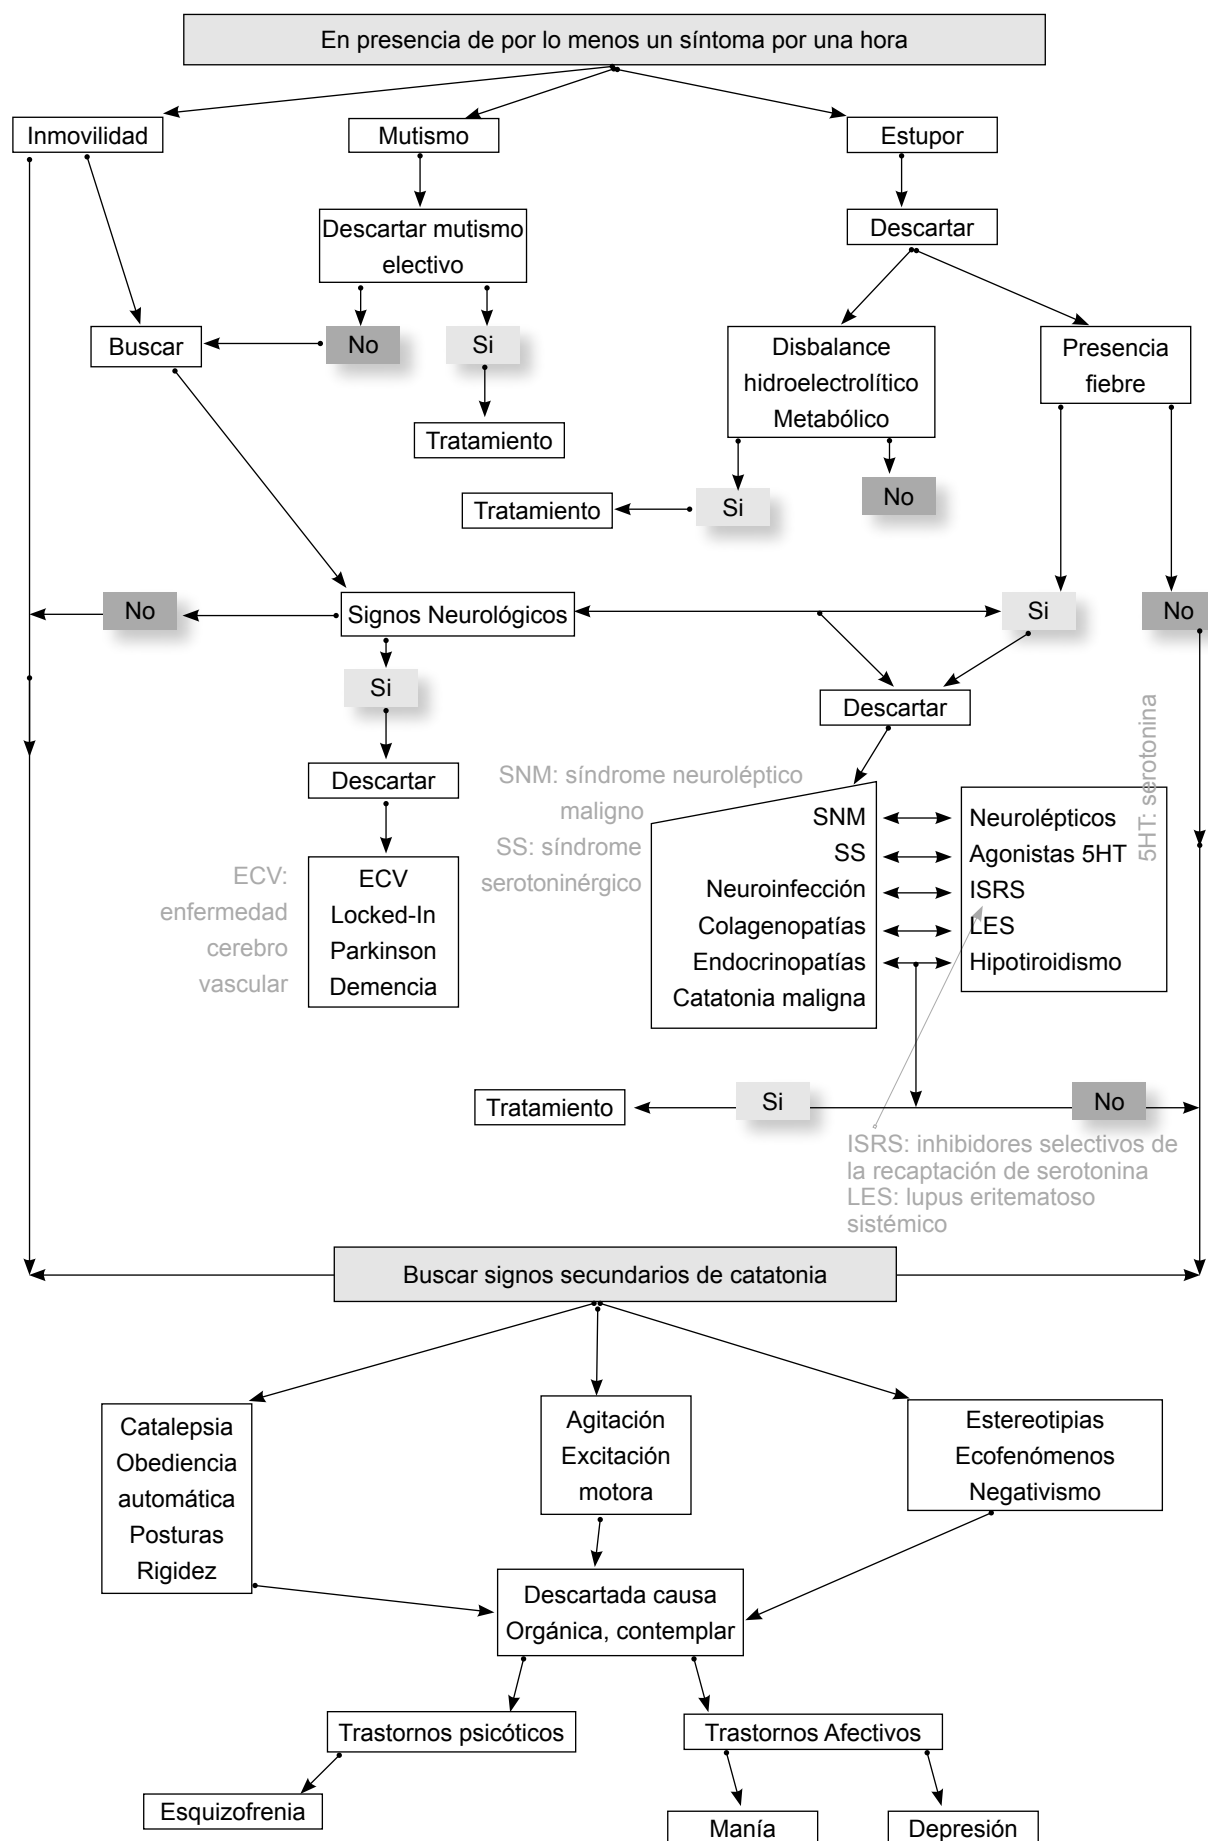 En presencia de por lo menos un síntoma por una hora
Inmovilidad
Mutismo
Estupor
Descartar mutismo
electivo
Descartar
Buscar
No
Si
Disbalance
hidroelectrolítico
Metabólico
Presencia
fiebre
Tratamiento
Tratamiento
Si
No
No
Signos Neurológicos
Si
No
Si
Descartar
Descartar
SNM: síndrome neuroléptico
maligno
SS: síndrome
serotoninérgico
5HT: serotonina
ECV:
enfermedad
cerebro
vascular
ECV
Locked-In
Parkinson
Demencia
SNM
SS
Neuroinfección
Colagenopatías
Endocrinopatías
Catatonia maligna
Neurolépticos
Agonistas 5HT
ISRS
LES
Hipotiroidismo
Tratamiento
Si
No
ISRS: inhibidores selectivos de
la recaptación de serotonina
LES: lupus eritematoso
sistémico
Buscar signos secundarios de catatonia
Catalepsia
Obediencia
automática
Posturas
Rigidez
Agitación
Excitación
motora
Estereotipias
Ecofenómenos
Negativismo
Descartada causa
Orgánica, contemplar
Trastornos psicóticos
Trastornos Afectivos
Esquizofrenia
Manía
Depresión